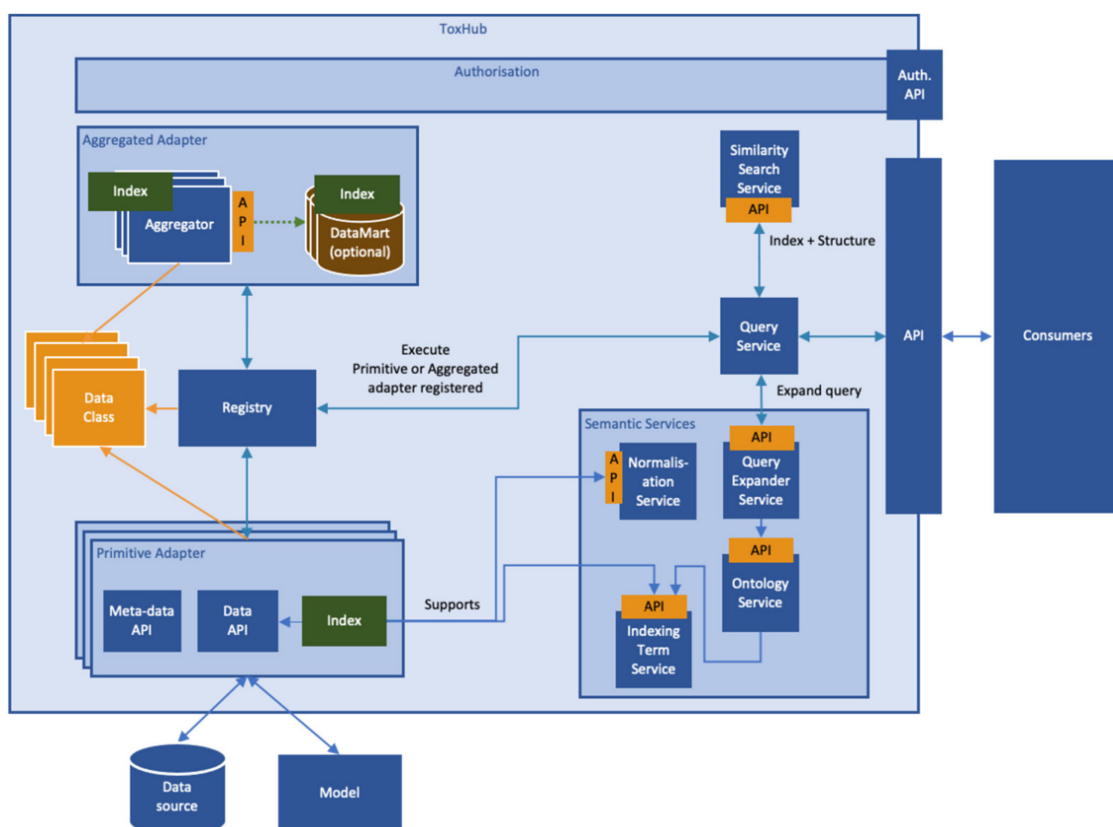 ToxHub
Authorisation
Auth.
API
Aggregated Adapter
Index
Aggregator
A
P
I
Index
DataMart
(optional)
Similarity
Search
Service
API
Index + Structure
Query
Service
API
Consumers
Execute
Primitive or Aggregated
adapter registered
Data
Class
Registry
Expand query
Semantic Services
A
P
I
Normalis-
ation
Service
API
Query
Expander
Service
API
Ontology
Service
API
Indexing
Term
Service
Primitive Adapter
Meta-data
API
Data
API
Index
Supports
Data
source
Model